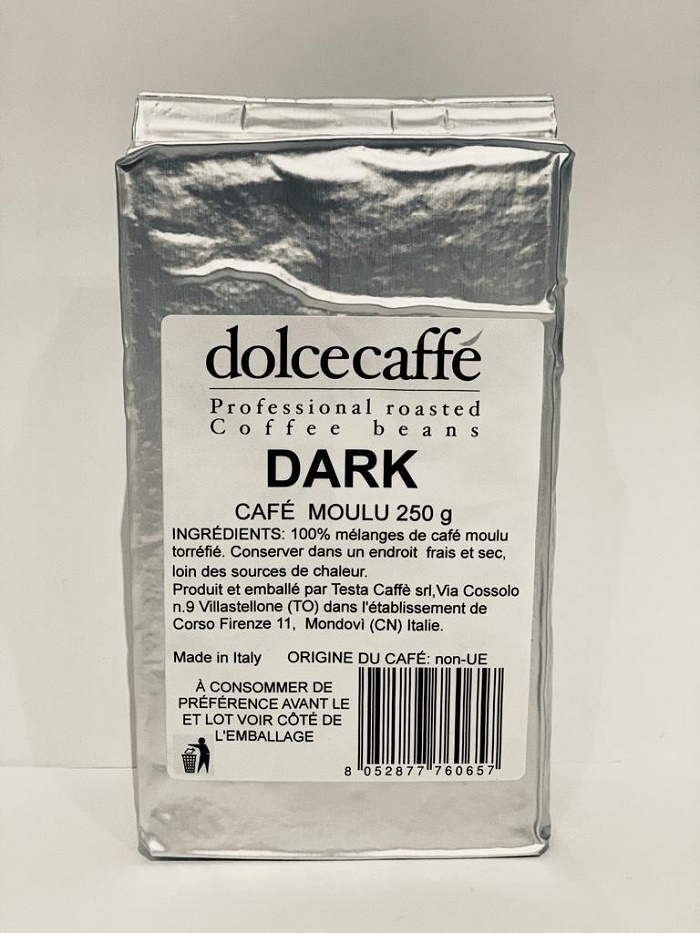 dolcecaffé
Professional roasted
Coffee beans
DARK
CAFÉ MOULU 250 g
INGRÉDIENTS: 100% mélanges de café moulu
torréfié. Conserver dans un endroit frais et sec,
loin des sources de chaleur.
Produit et emballé par Testa Caffè srl,Via Cossolo
n.9 Villastellone (TO) dans l'établissement de
Corso Firenze 11, Mondovì (CN) Italie.
Made in Italy ORIGINE DU CAFÉ: non-UE
À CONSOMMER DE
PRÉFÉRENCE AVANT LE
ET LOT VOIR CÔTÉ DE
L'EMBALLAGE
8 052877 760657